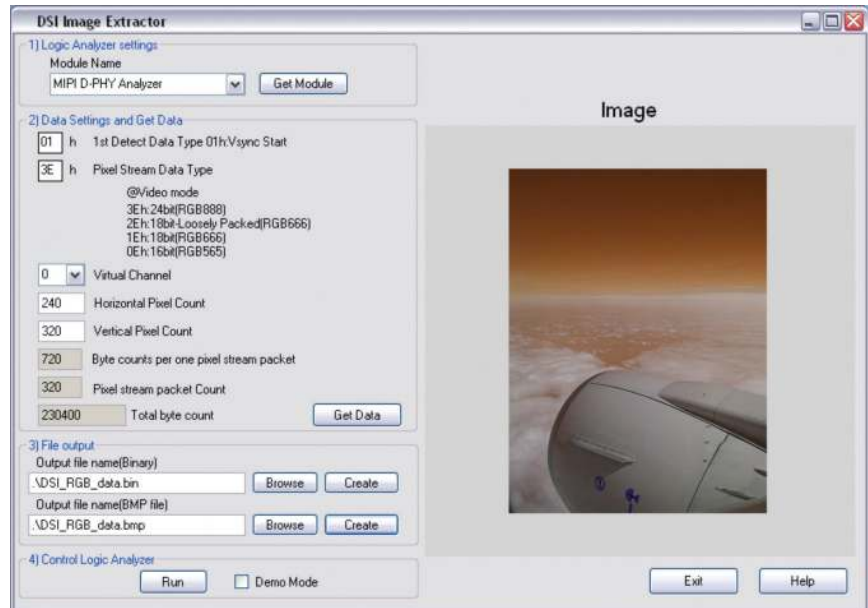 DSI Image Extractor
1) Logic Analyzer settings
Module Name
MIPI D-PHY Analyzer
Get Module
2) Data Settings and Get Data
01 h 1st Detect Data Type 01h:Vsync Start
3E h Pixel Stream Data Type
@Video mode
3Eh:24bit(RGB888)
2Eh:18bit-Loosely Packed(RGB666)
1Eh:18bit(RGB666)
0Eh:16bit(RGB565)
0 Virtual Channel
240 Horizontal Pixel Count
320 Vertical Pixel Count
720 Byte counts per one pixel stream packet
320 Pixel stream packet Count
230400 Total byte count Get Data
3) File output
Output file name(Binary)
.\DSI_RGB_data.bin Browse Create
Output file name(BMP file)
.\DSI_RGB_data.bmp Browse Create
4) Control Logic Analyzer
Run Demo Mode
Image
Exit Help